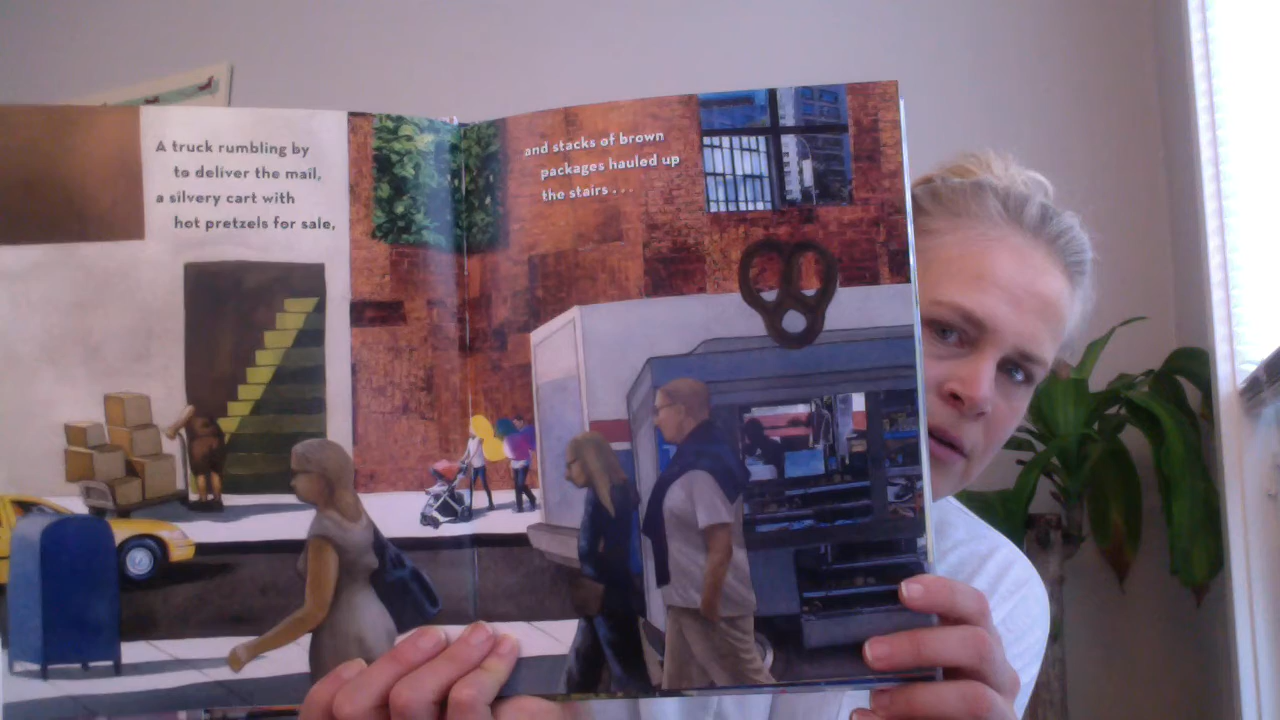 A truck rumbling by
to deliver the mail,
a silvery cart with
hot pretzels for sale,
and stacks of brown
packages hauled up
the stairs . . .